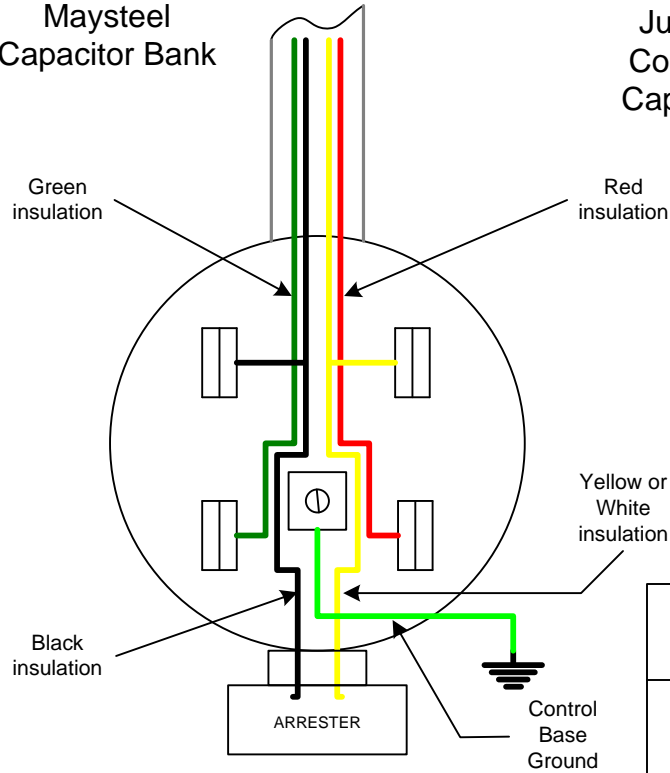 Maysteel
Capacitor Bank
Green
insulation
Red
insulation
Yellow or
White
insulation
Black
insulation
ARRESTER
Control
Base
Ground